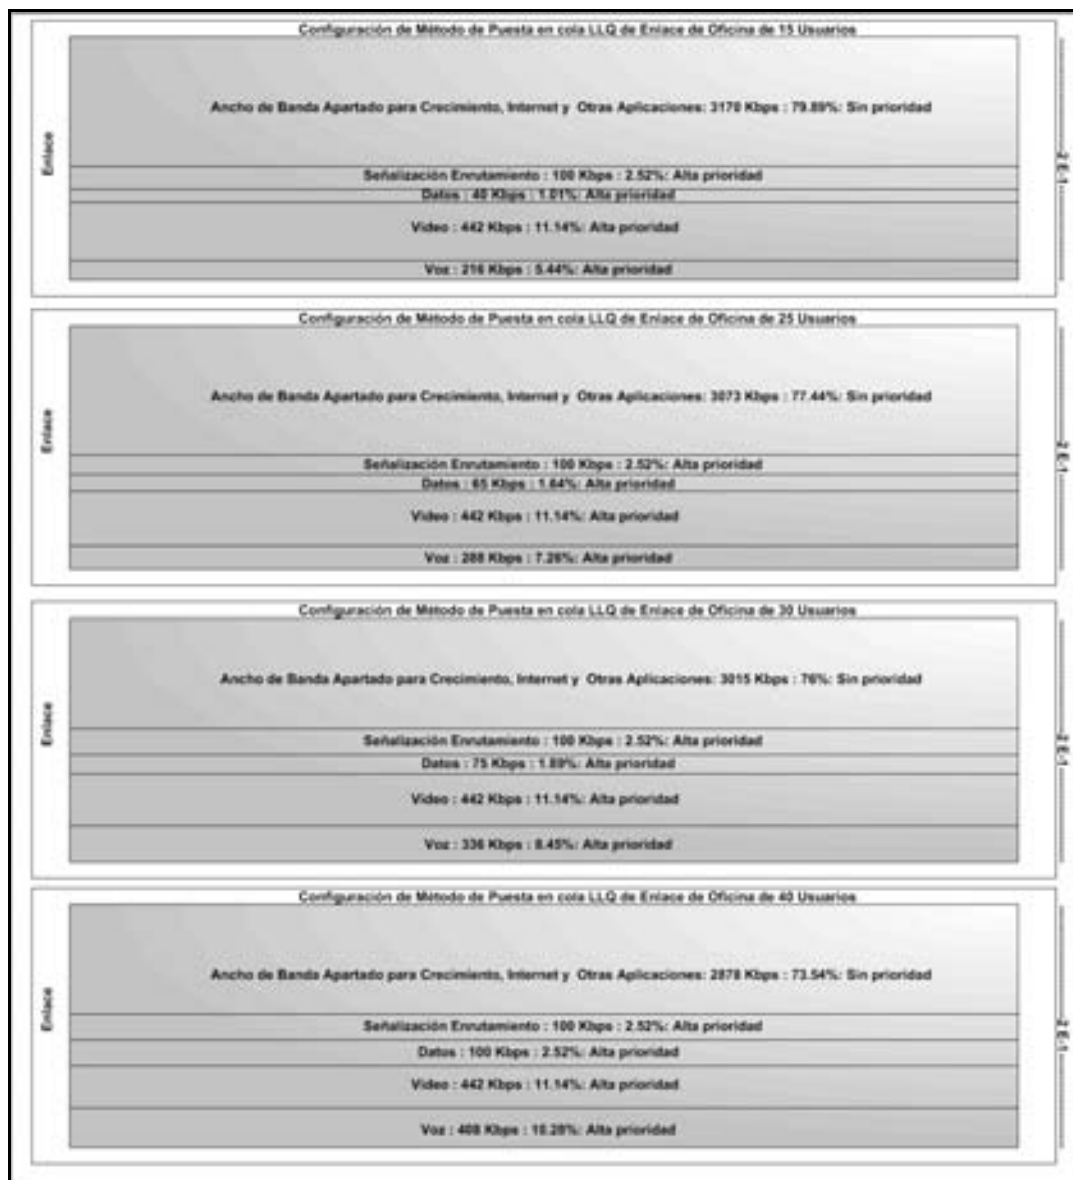 Configuración de Método de Puesta en cola LLQ de Enlace de Oficina de 15 Usuarios
Enlace
Ancho de Banda Apartado para Crecimiento, Internet y Otras Aplicaciones: 3170 Kbps : 79.89%: Sin prioridad
Señalización Enrutamiento : 100 Kbps : 2.52%: Alta prioridad
Datos : 40 Kbps : 1.01%: Alta prioridad
Video : 442 Kbps : 11.14%: Alta prioridad
Voz : 216 Kbps : 5.44%: Alta prioridad
2 E-1
Configuración de Método de Puesta en cola LLQ de Enlace de Oficina de 25 Usuarios
Enlace
Ancho de Banda Apartado para Crecimiento, Internet y Otras Aplicaciones: 3073 Kbps : 77.44%: Sin prioridad
Señalización Enrutamiento : 100 Kbps : 2.52%: Alta prioridad
Datos : 65 Kbps : 1.64%: Alta prioridad
Video : 442 Kbps : 11.14%: Alta prioridad
Voz : 288 Kbps : 7.26%: Alta prioridad
2 E-1
Configuración de Método de Puesta en cola LLQ de Enlace de Oficina de 30 Usuarios
Enlace
Ancho de Banda Apartado para Crecimiento, Internet y Otras Aplicaciones: 3015 Kbps : 76%: Sin prioridad
Señalización Enrutamiento : 100 Kbps : 2.52%: Alta prioridad
Datos : 75 Kbps : 1.89%: Alta prioridad
Video : 442 Kbps : 11.14%: Alta prioridad
Voz : 336 Kbps : 8.45%: Alta prioridad
2 E-1
Configuración de Método de Puesta en cola LLQ de Enlace de Oficina de 40 Usuarios
Enlace
Ancho de Banda Apartado para Crecimiento, Internet y Otras Aplicaciones: 2878 Kbps : 73.54%: Sin prioridad
Señalización Enrutamiento : 100 Kbps : 2.52%: Alta prioridad
Datos : 100 Kbps : 2.52%: Alta prioridad
Video : 442 Kbps : 11.14%: Alta prioridad
Voz : 408 Kbps : 10.28%: Alta prioridad
2 E-1